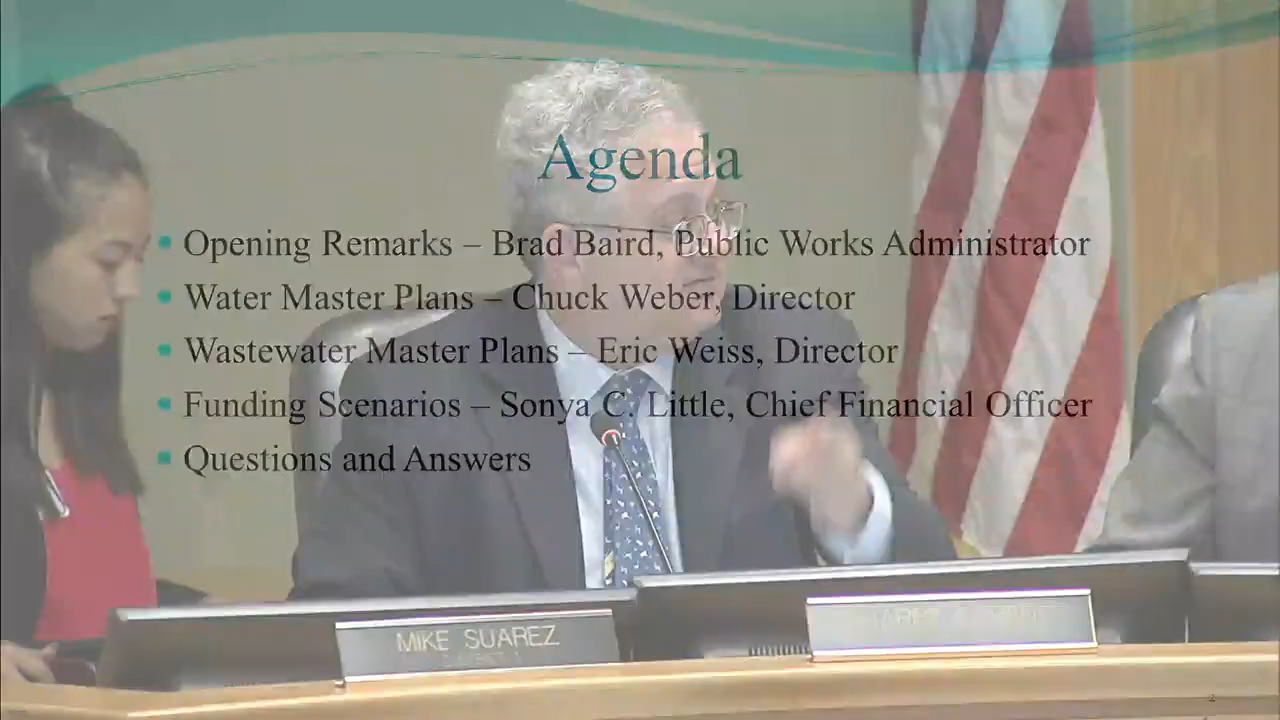 Agenda
Opening Remarks – Brad Baird, Public Works Administrator
Water Master Plans – Chuck Weber, Director
Wastewater Master Plans – Eric Weiss, Director
Funding Scenarios – Sonya C. Little, Chief Financial Officer
Questions and Answers
MIKE SUAREZ
2